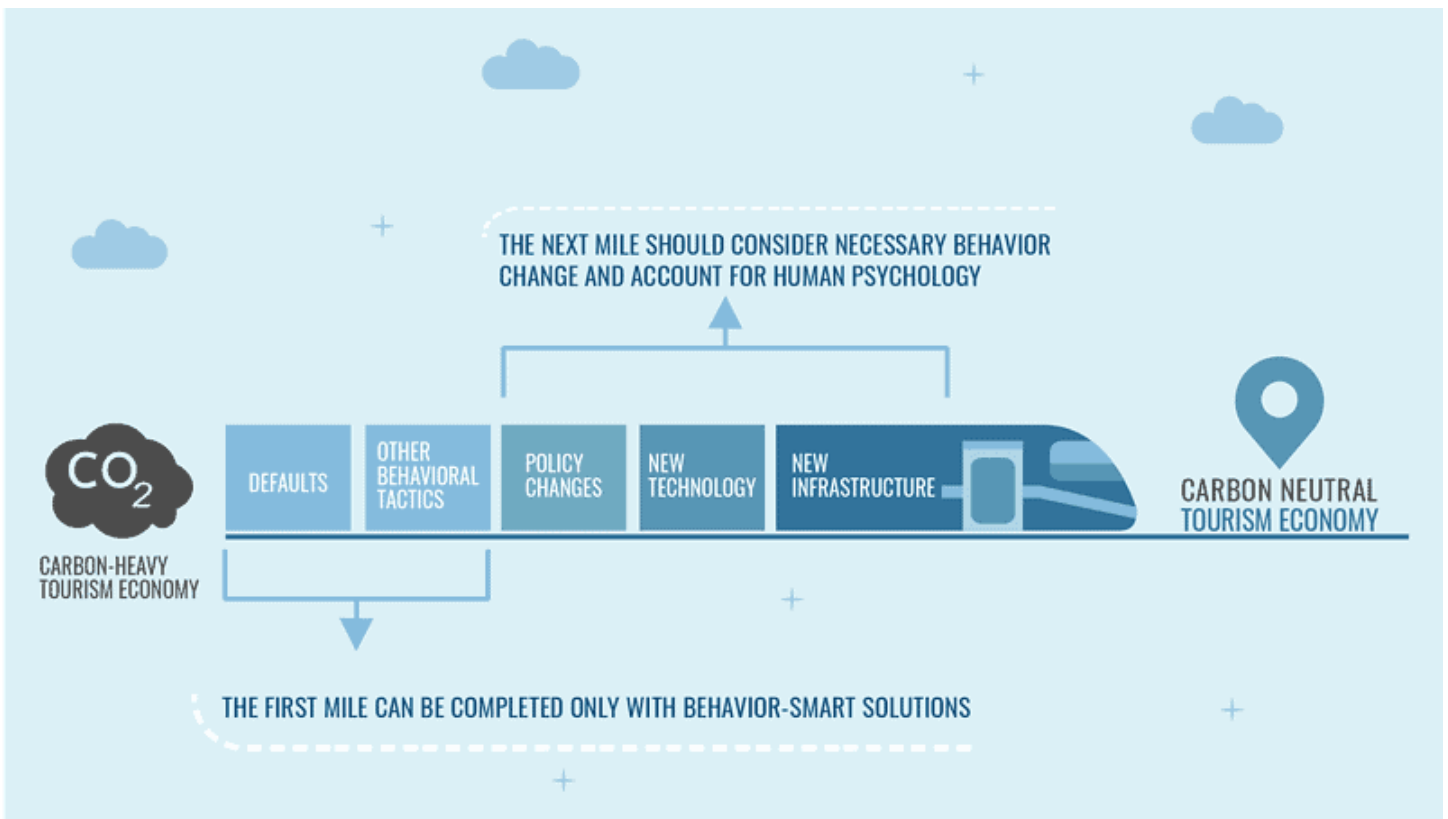 THE NEXT MILE SHOULD CONSIDER NECESSARY BEHAVIOR
CHANGE AND ACCOUNT FOR HUMAN PSYCHOLOGY
CO2
CARBON-HEAVY
TOURISM ECONOMY
DEFAULTS
OTHER
BEHAVIORAL
TACTICS
POLICY
CHANGES
NEW
TECHNOLOGY
NEW
INFRASTRUCTURE
CARBON NEUTRAL
TOURISM ECONOMY
THE FIRST MILE CAN BE COMPLETED ONLY WITH BEHAVIOR-SMART SOLUTIONS